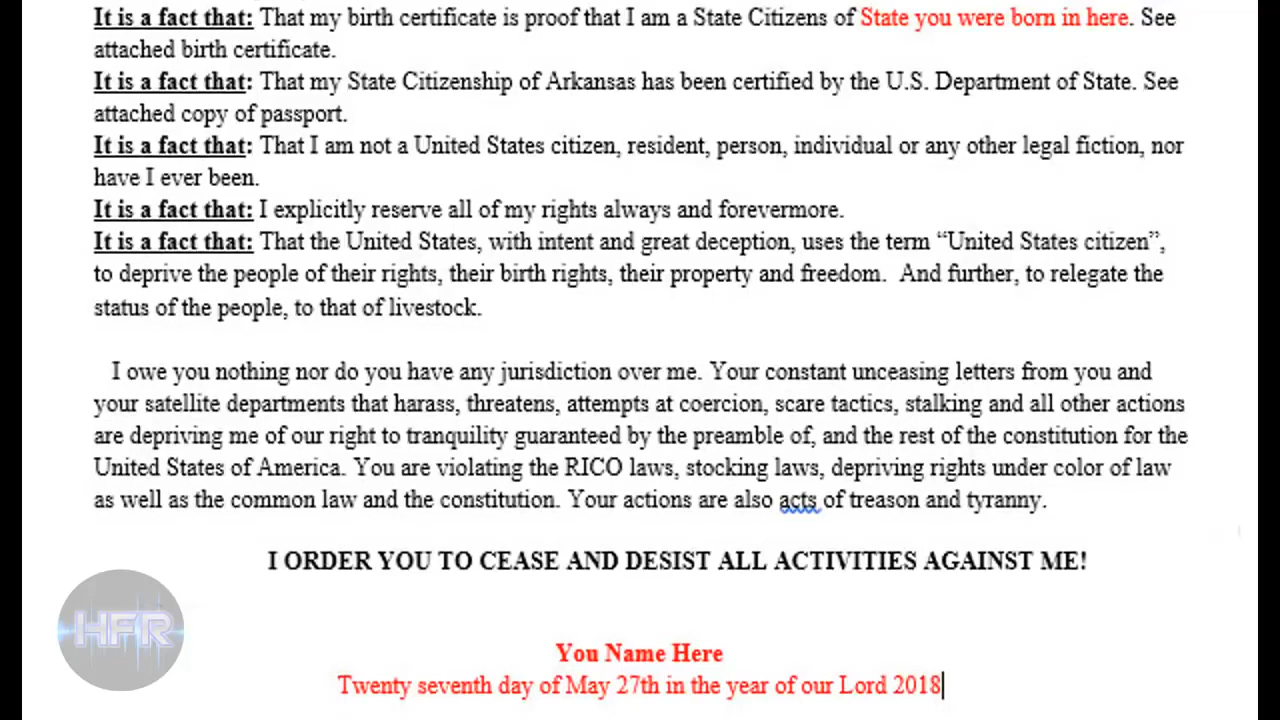 It is a fact that: That my birth certificate is proof that I am a State Citizens of State you were born in here. See
attached birth certificate.
It is a fact that: That my State Citizenship of Arkansas has been certified by the U.S. Department of State. See
attached copy of passport.
It is a fact that: That I am not a United States citizen, resident, person, individual or any other legal fiction, nor
have I ever been.
It is a fact that: I explicitly reserve all of my rights always and forevermore.
It is a fact that: That the United States, with intent and great deception, uses the term “United States citizen”,
to deprive the people of their rights, their birth rights, their property and freedom.  And further, to relegate the
status of the people, to that of livestock.
I owe you nothing nor do you have any jurisdiction over me. Your constant unceasing letters from you and
your satellite departments that harass, threatens, attempts at coercion, scare tactics, stalking and all other actions
are depriving me of our right to tranquility guaranteed by the preamble of, and the rest of the constitution for the
United States of America. You are violating the RICO laws, stocking laws, depriving rights under color of law
as well as the common law and the constitution. Your actions are also acts of treason and tyranny.
I ORDER YOU TO CEASE AND DESIST ALL ACTIVITIES AGAINST ME!
HFR
You Name Here
Twenty seventh day of May 27th in the year of our Lord 2018